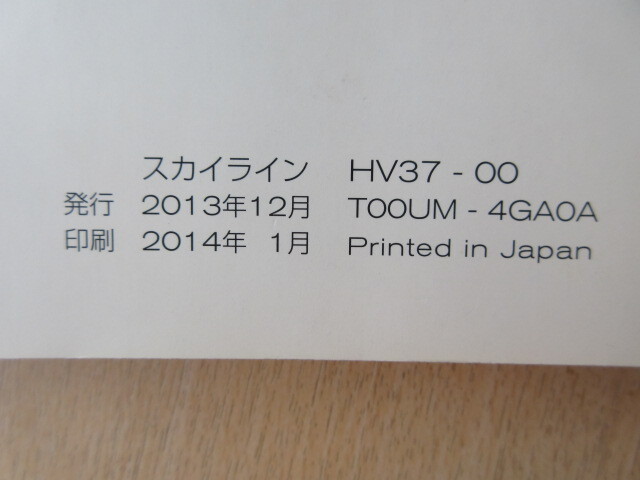 スカイライン HV37 - 00
発行 2013年12月 T00UM - 4GA0A
印刷 2014年 1月 Printed in Japan